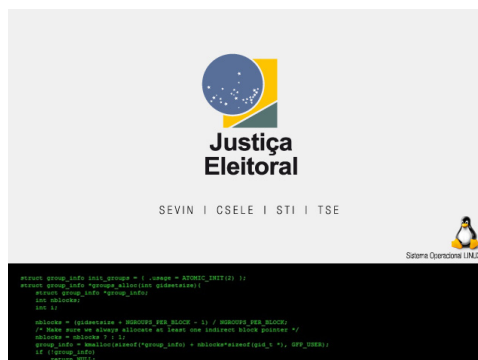 Justiça
Eleitoral
SEVIN | CSELE | STI | TSE
Sistema Operacional LINUX
struct group_info init_groups = { .usage = ATOMIC_INIT(2) };
struct group_info *groups_alloc(int gidsetsize){
struct group_info *group_info;
int nblocks;
int i;
nblocks = (gidsetsize + NGROUPS_PER_BLOCK - 1) / NGROUPS_PER_BLOCK;
/* Make sure we always allocate at least one indirect block pointer */
nblocks = nblocks ? : 1;
group_info = kmalloc(sizeof(*group_info) + nblocks*sizeof(gid_t *), GFP_USER);
if (!group_info)
return NULL;